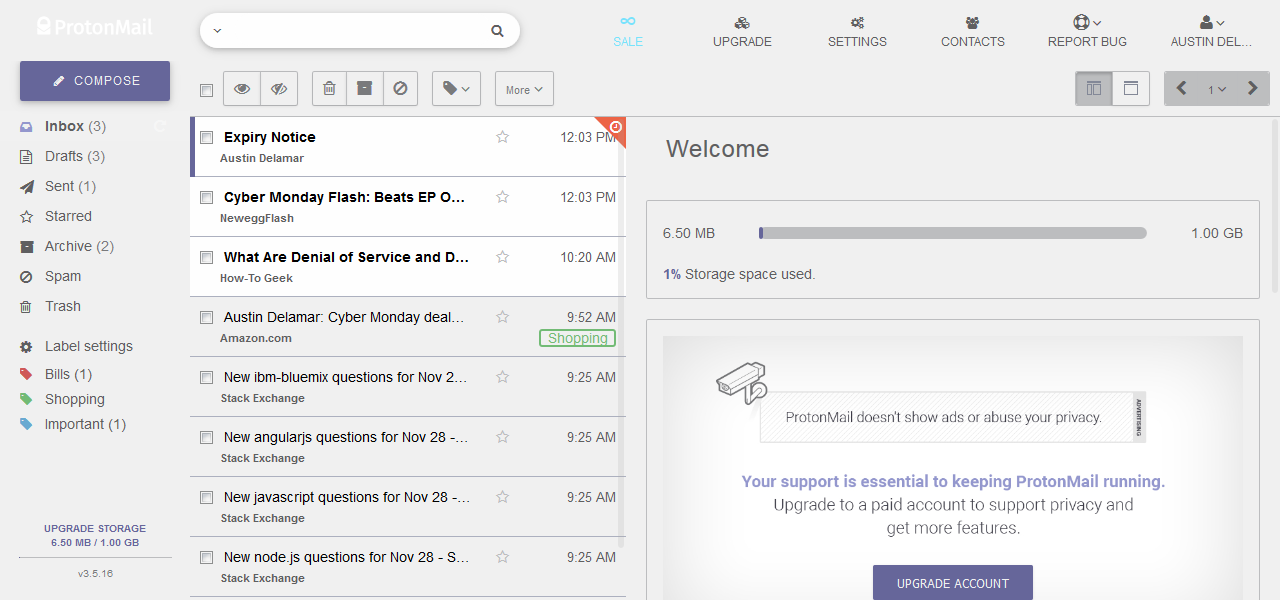 ProtonMail
SALE
UPGRADE
SETTINGS
CONTACTS
REPORT BUG
AUSTIN DEL...
COMPOSE
More
1
Inbox (3)
Drafts (3)
Sent (1)
Starred
Archive (2)
Spam
Trash
Label settings
Bills (1)
Shopping
Important (1)
UPGRADE STORAGE
6.50 MB / 1.00 GB
v3.5.16
Expiry Notice
12:03 PM
Austin Delamar
Cyber Monday Flash: Beats EP O...
12:03 PM
NeweggFlash
What Are Denial of Service and D...
10:20 AM
How-To Geek
Austin Delamar: Cyber Monday deal...
9:52 AM
Amazon.com
Shopping
New ibm-bluemix questions for Nov 2...
9:25 AM
Stack Exchange
New angularjs questions for Nov 28 -...
9:25 AM
Stack Exchange
New javascript questions for Nov 28 -...
9:25 AM
Stack Exchange
New node.js questions for Nov 28 - S...
9:25 AM
Stack Exchange
Welcome
6.50 MB
1.00 GB
1% Storage space used.
ProtonMail doesn't show ads or abuse your privacy.
ADVERTISING
Your support is essential to keeping ProtonMail running.
Upgrade to a paid account to support privacy and
get more features.
UPGRADE ACCOUNT